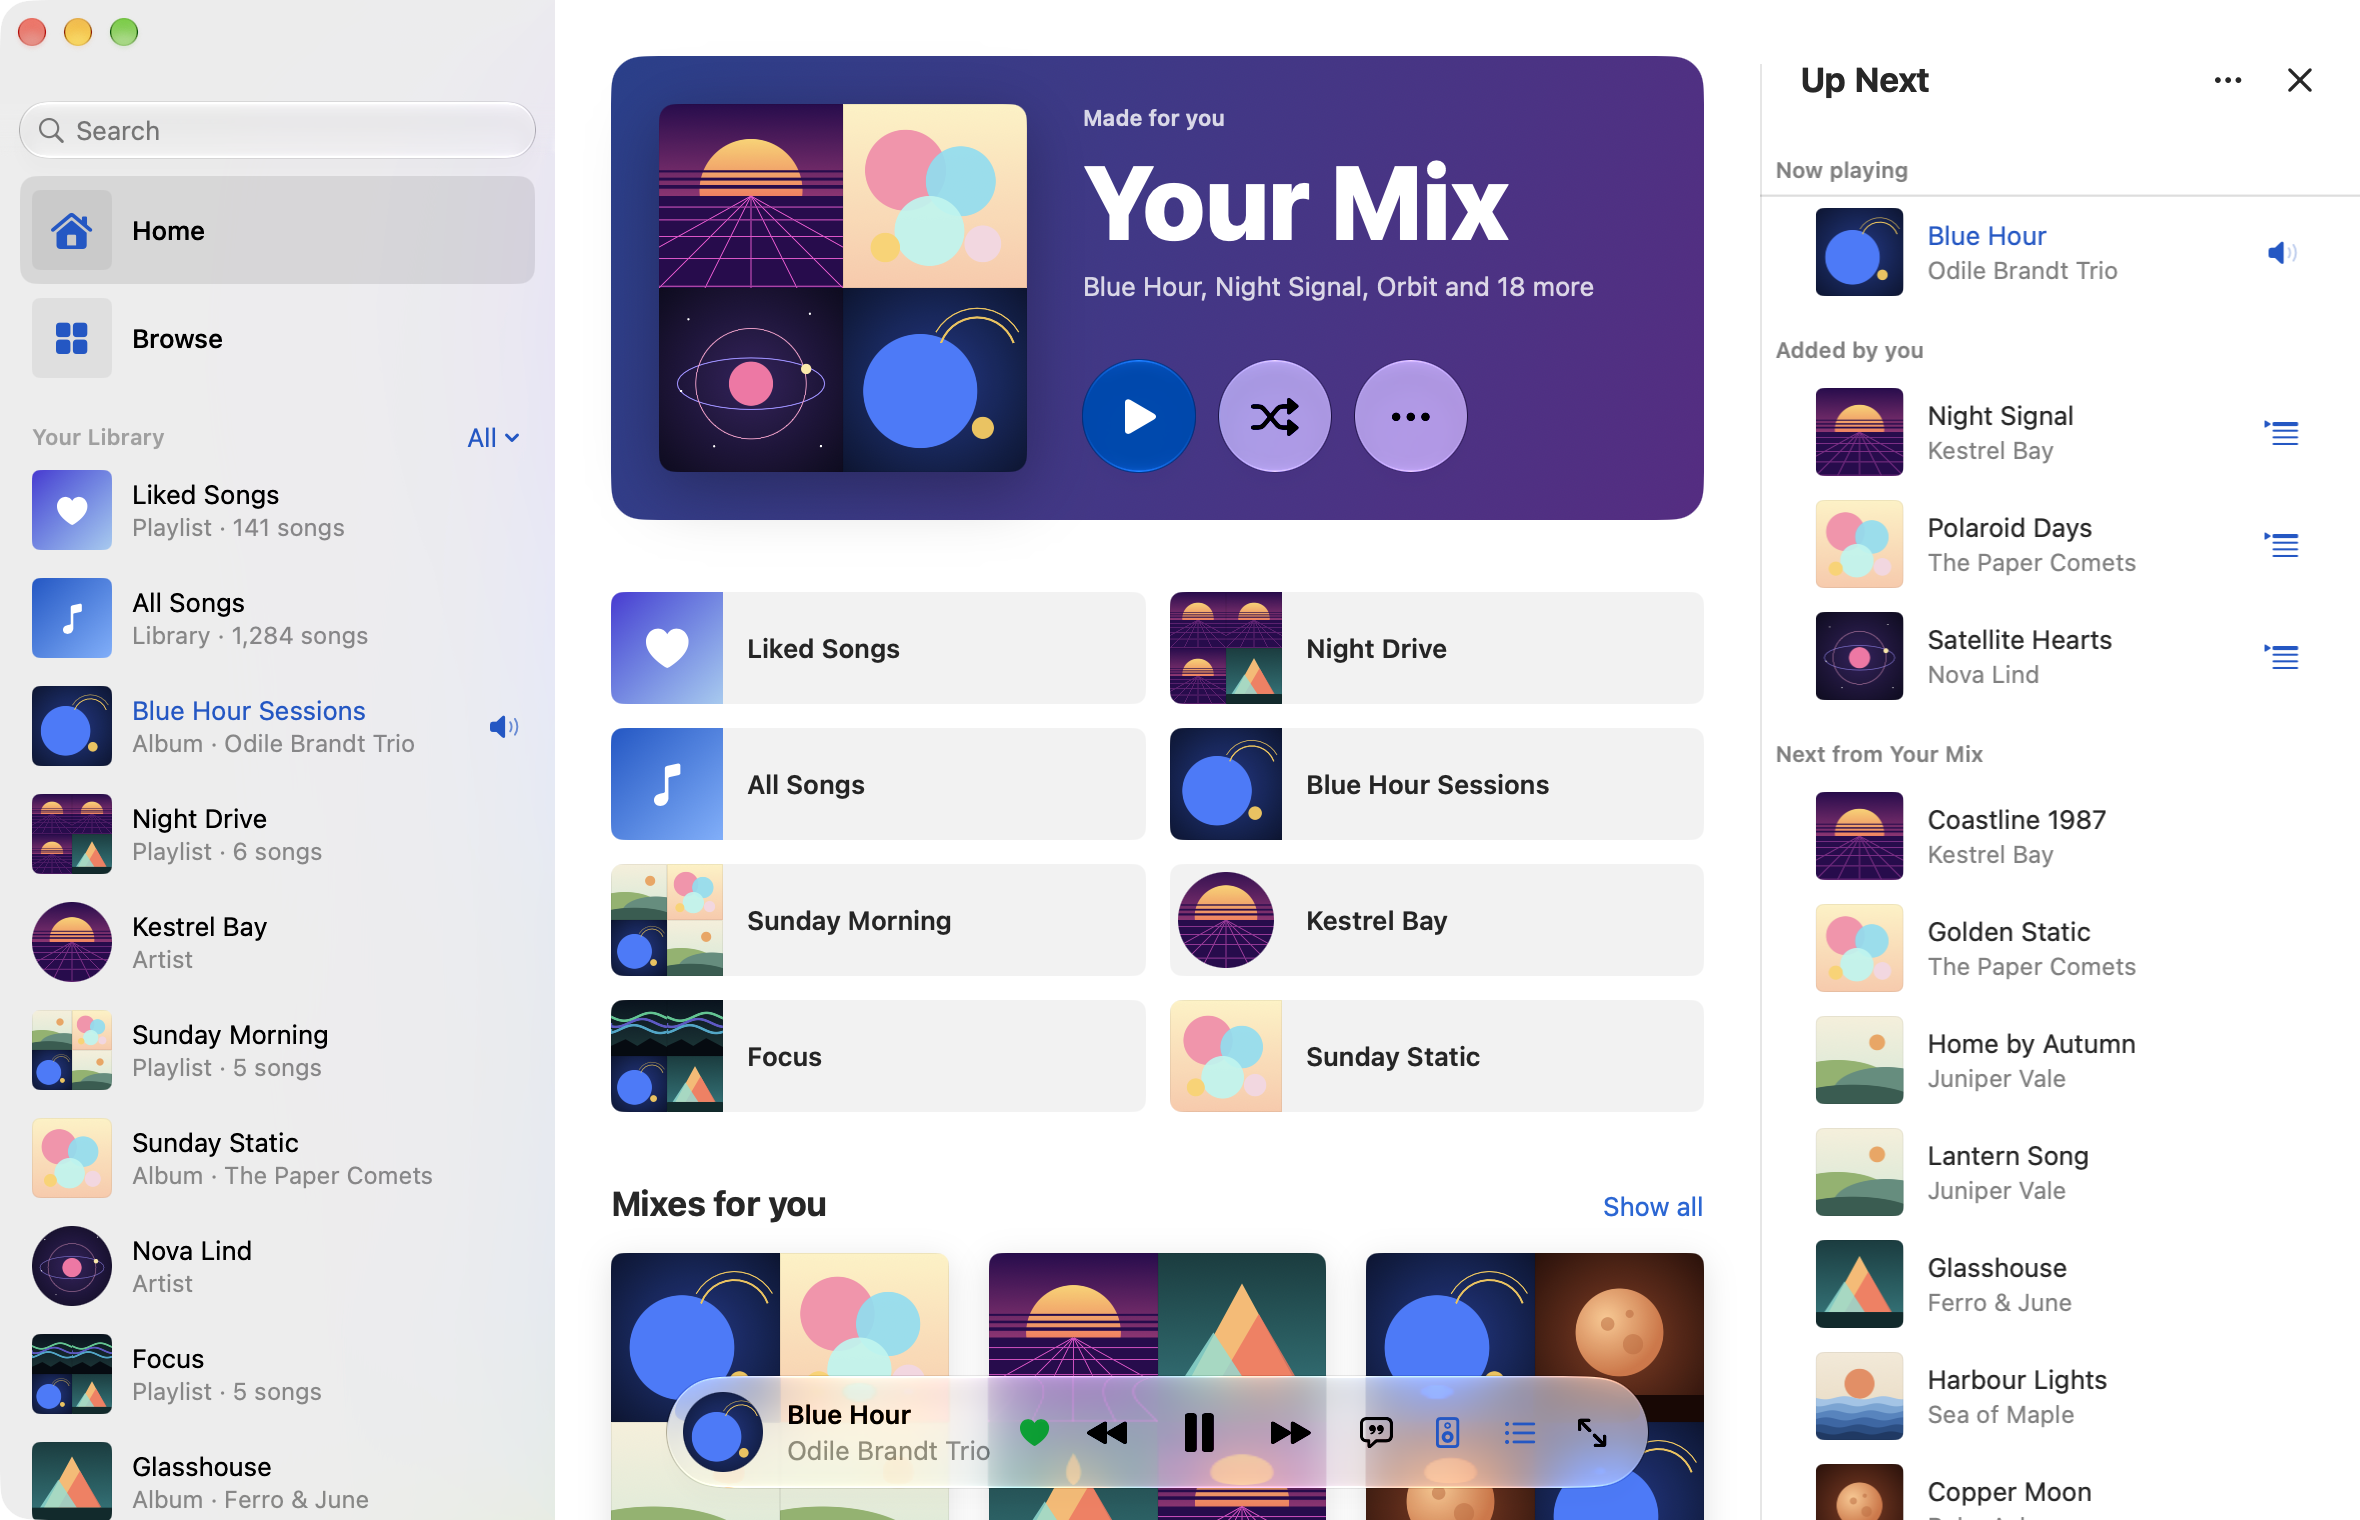 Search
Home
Browse
Your Library
All
Liked Songs
Playlist · 141 songs
All Songs
Library · 1,284 songs
Blue Hour Sessions
Album · Odile Brandt Trio
Night Drive
Playlist · 6 songs
Kestrel Bay
Artist
Sunday Morning
Playlist · 5 songs
Sunday Static
Album · The Paper Comets
Nova Lind
Artist
Focus
Playlist · 5 songs
Glasshouse
Album · Ferro & June
Made for you
Your Mix
Blue Hour, Night Signal, Orbit and 18 more
Liked Songs
Night Drive
All Songs
Blue Hour Sessions
Sunday Morning
Kestrel Bay
Focus
Sunday Static
Mixes for you
Show all
Blue Hour
Odile Brandt Trio
Up Next
Now playing
Blue Hour
Odile Brandt Trio
Added by you
Night Signal
Kestrel Bay
Polaroid Days
The Paper Comets
Satellite Hearts
Nova Lind
Next from Your Mix
Coastline 1987
Kestrel Bay
Golden Static
The Paper Comets
Home by Autumn
Juniper Vale
Lantern Song
Juniper Vale
Glasshouse
Ferro & June
Harbour Lights
Sea of Maple
Copper Moon